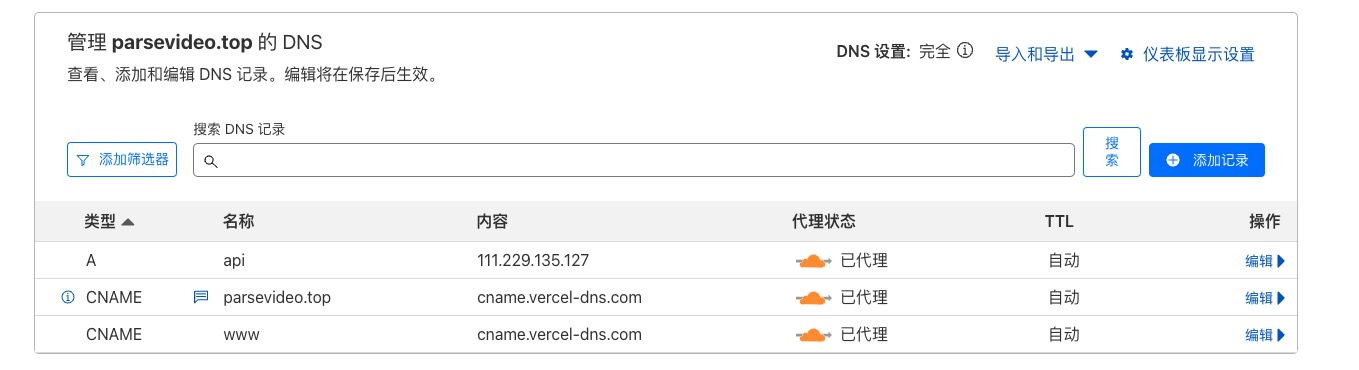 管理 parsevideo.top 的 DNS
查看、添加和编辑 DNS 记录。编辑将在保存后生效。
DNS 设置: 完全
导入和导出
仪表板显示设置
搜索 DNS 记录
添加筛选器
搜
索
添加记录
类型 名称 内容 代理状态 TTL 操作
A api 111.229.135.127 已代理 自动 编辑
CNAME parsevideo.top cname.vercel-dns.com 已代理 自动 编辑
CNAME www cname.vercel-dns.com 已代理 自动 编辑